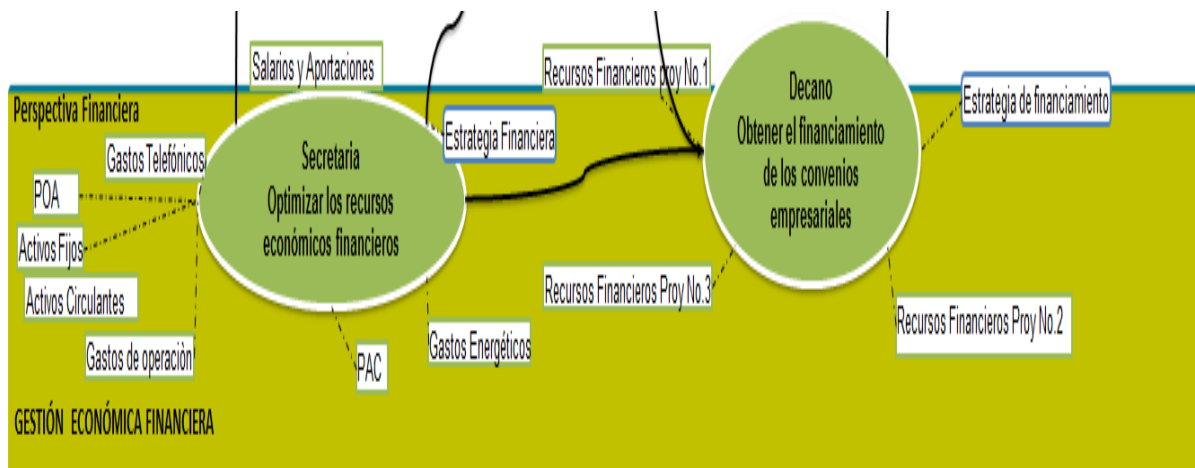 Salarios y Aportaciones
Recursos Financieros proy No.1
Perspectiva Financiera
Gastos Telefónicos
POA
Activos Fijos
Activos Circulantes
Gastos de operaciòn
Secretaria
Optimizar los recursos
económicos financieros
Estrategia Financiera
PAC
Gastos Energéticos
Decano
Obtener el financiamiento
de los convenios
empresariales
Estrategia de financiamiento
Recursos Financieros Proy No.3
Recursos Financieros Proy No.2
GESTIÓN ECONÓMICA FINANCIERA